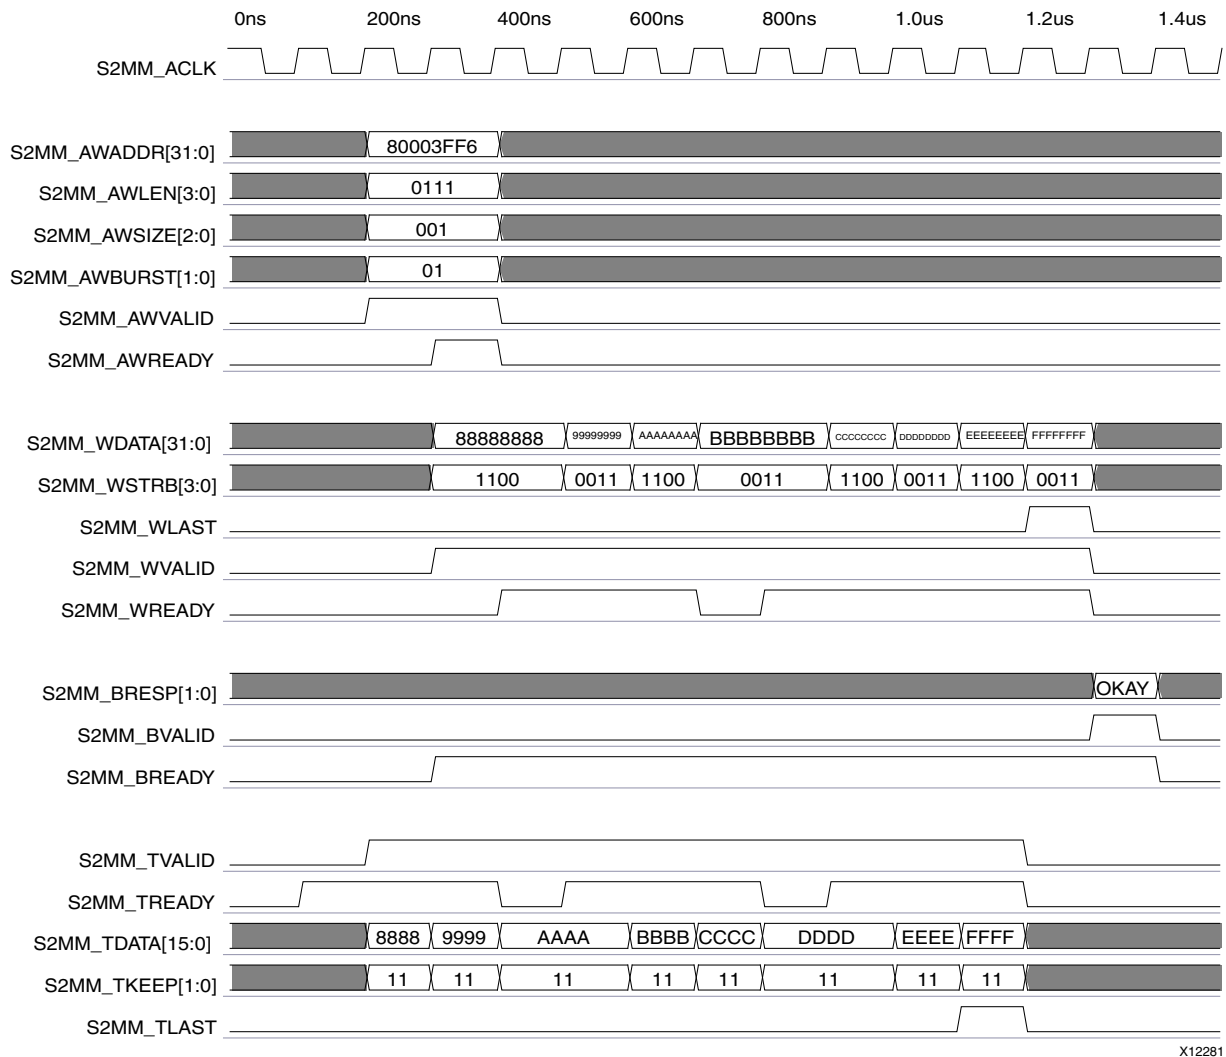 0ns 200ns 400ns 600ns 800ns 1.0us 1.2us 1.4us
S2MM_ACLK
S2MM_AWADDR[31:0] 80003FF6
S2MM_AWLEN[3:0] 0111
S2MM_AWSIZE[2:0] 001
S2MM_AWBURST[1:0] 01
S2MM_AWVALID
S2MM_AWREADY
S2MM_WDATA[31:0] 88888888 99999999 AAAAAAAA BBBBBBBB CCCCCCCC DDDDDDDD EEEEEEEE FFFFFFFF
S2MM_WSTRB[3:0] 1100 0011 1100 0011 1100 0011 1100 0011
S2MM_WLAST
S2MM_WVALID
S2MM_WREADY
S2MM_BRESP[1:0] OKAY
S2MM_BVALID
S2MM_BREADY
S2MM_TVALID
S2MM_TREADY
S2MM_TDATA[15:0] 8888 9999 AAAA BBBB CCCC DDDD EEEE FFFF
S2MM_TKEEP[1:0] 11 11 11 11 11 11 11 11
S2MM_TLAST
X12281